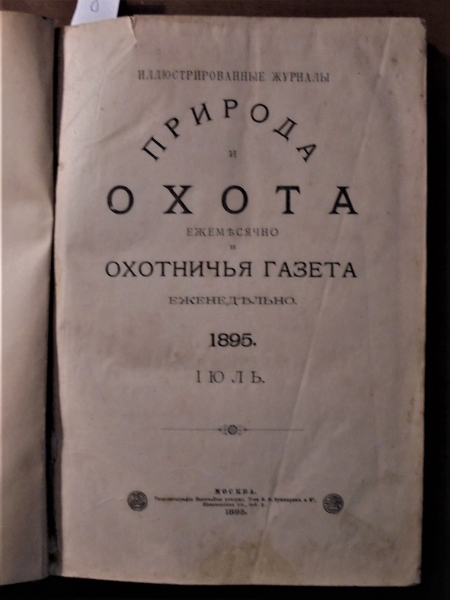 ИЛЛЮСТРИРОВАННЫЕ ЖУРНАЛЫ
ПРИРОДА
И
ОХОТА
ЕЖЕМѢСЯЧНО
И
ОХОТНИЧЬЯ ГАЗЕТА
ЕЖЕНЕДѢЛЬНО.
1895.
ІЮЛЬ.
МОСКВА.
1895.